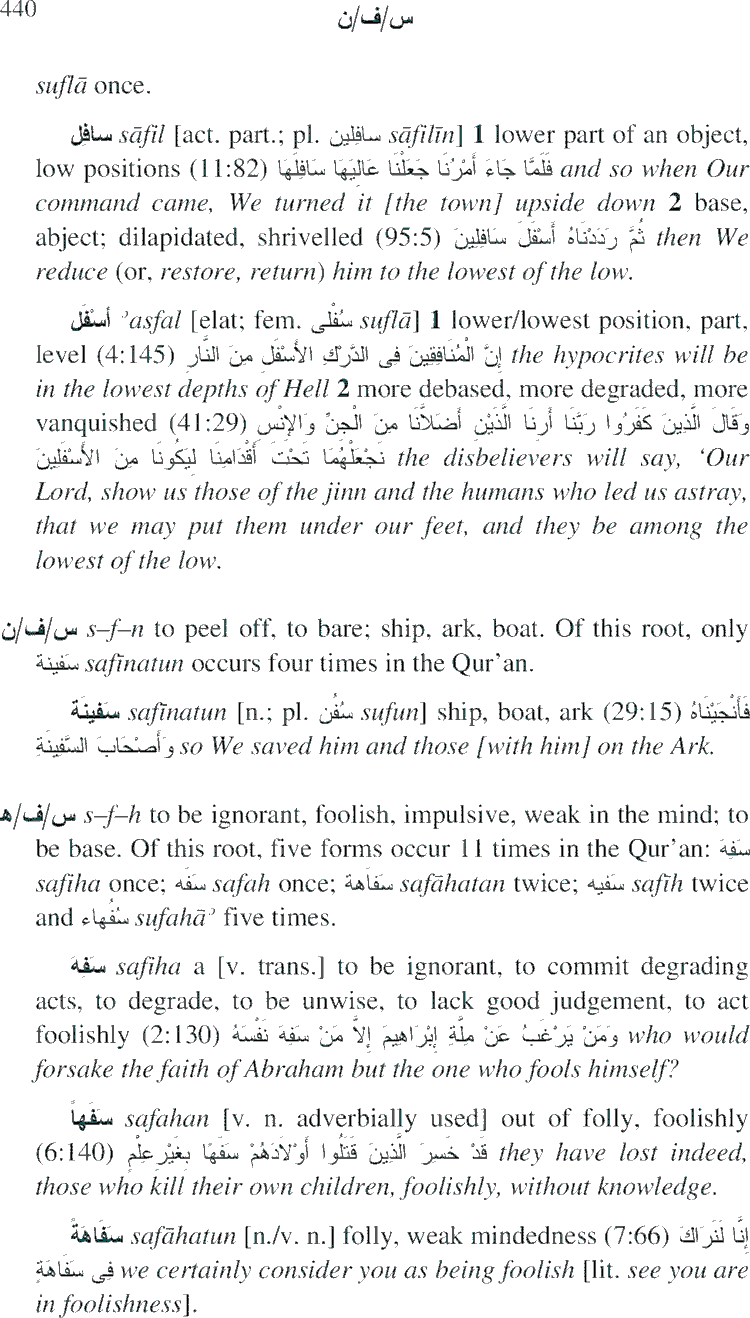 440
س/ف/ن
suflā once.
سافِل sāfil [act. part.; pl. سافِلين sāfilīn] 1 lower part of an object,
low positions (11:82) فَلَمَّا جَاءَ أَمْرُنَا جَعَلْنَا عَالِيَهَا سَافِلَهَا and so when Our
command came, We turned it [the town] upside down 2 base,
abject; dilapidated, shrivelled (95:5) ثُمَّ رَدَدْنَاهُ أَسْفَلَ سَافِلِينَ then We
reduce (or, restore, return) him to the lowest of the low.
أسْفَل ʾasfal [elat; fem. سُفْلى suflā] 1 lower/lowest position, part,
level (4:145) إِنَّ الْمُنَافِقِينَ فِى الدَّرْكِ الأَسْفَلِ مِنَ النَّارِ the hypocrites will be
in the lowest depths of Hell 2 more debased, more degraded, more
vanquished (41:29) وَقَالَ الَّذِينَ كَفَرُوا رَبَّنَا أَرِنَا الَّذَيْنِ أَضَلاَّنَا مِنَ الْجِنِّ وَالإِنْسِ
نَجْعَلْهُمَا تَحْتَ أَقْدَامِنَا لِيَكُونَا مِنَ الأَسْفَلِينَ the disbelievers will say, ‘Our
Lord, show us those of the jinn and the humans who led us astray,
that we may put them under our feet, and they be among the
lowest of the low.
س/ف/ن s–f–n to peel off, to bare; ship, ark, boat. Of this root, only
سَفينة safīnatun occurs four times in the Qur’an.
سَفينَة safīnatun [n.; pl. سُفُن sufun] ship, boat, ark (29:15) فَأَنْجَيْنَاهُ
وَأَصْحَابَ السَّفِينَةِ so We saved him and those [with him] on the Ark.
س/ف/ه s–f–h to be ignorant, foolish, impulsive, weak in the mind; to
be base. Of this root, five forms occur 11 times in the Qur’an: سَفِهَ
safiha once; سَفَه safah once; سَفَاهة safāhatan twice; سَفيه safīh twice
and سُفَهاء sufahāʾ five times.
سَفِهَ safiha a [v. trans.] to be ignorant, to commit degrading
acts, to degrade, to be unwise, to lack good judgement, to act
foolishly (2:130) وَمَنْ يَرْغَبُ عَنْ مِلَّةِ إِبْرَاهِيمَ إِلاَّ مَنْ سَفِهَ نَفْسَهُ who would
forsake the faith of Abraham but the one who fools himself?
سَفَهاً safahan [v. n. adverbially used] out of folly, foolishly
(6:140) قَدْ خَسِرَ الَّذِينَ قَتَلُوا أَوْلاَدَهُمْ سَفَهًا بِغَيْرِ عِلْمٍ they have lost indeed,
those who kill their own children, foolishly, without knowledge.
سَفَاهَةً safāhatun [n./v. n.] folly, weak mindedness (7:66) إِنَّا لَنَرَاكَ
فِى سَفَاهَةٍ we certainly consider you as being foolish [lit. see you are
in foolishness].